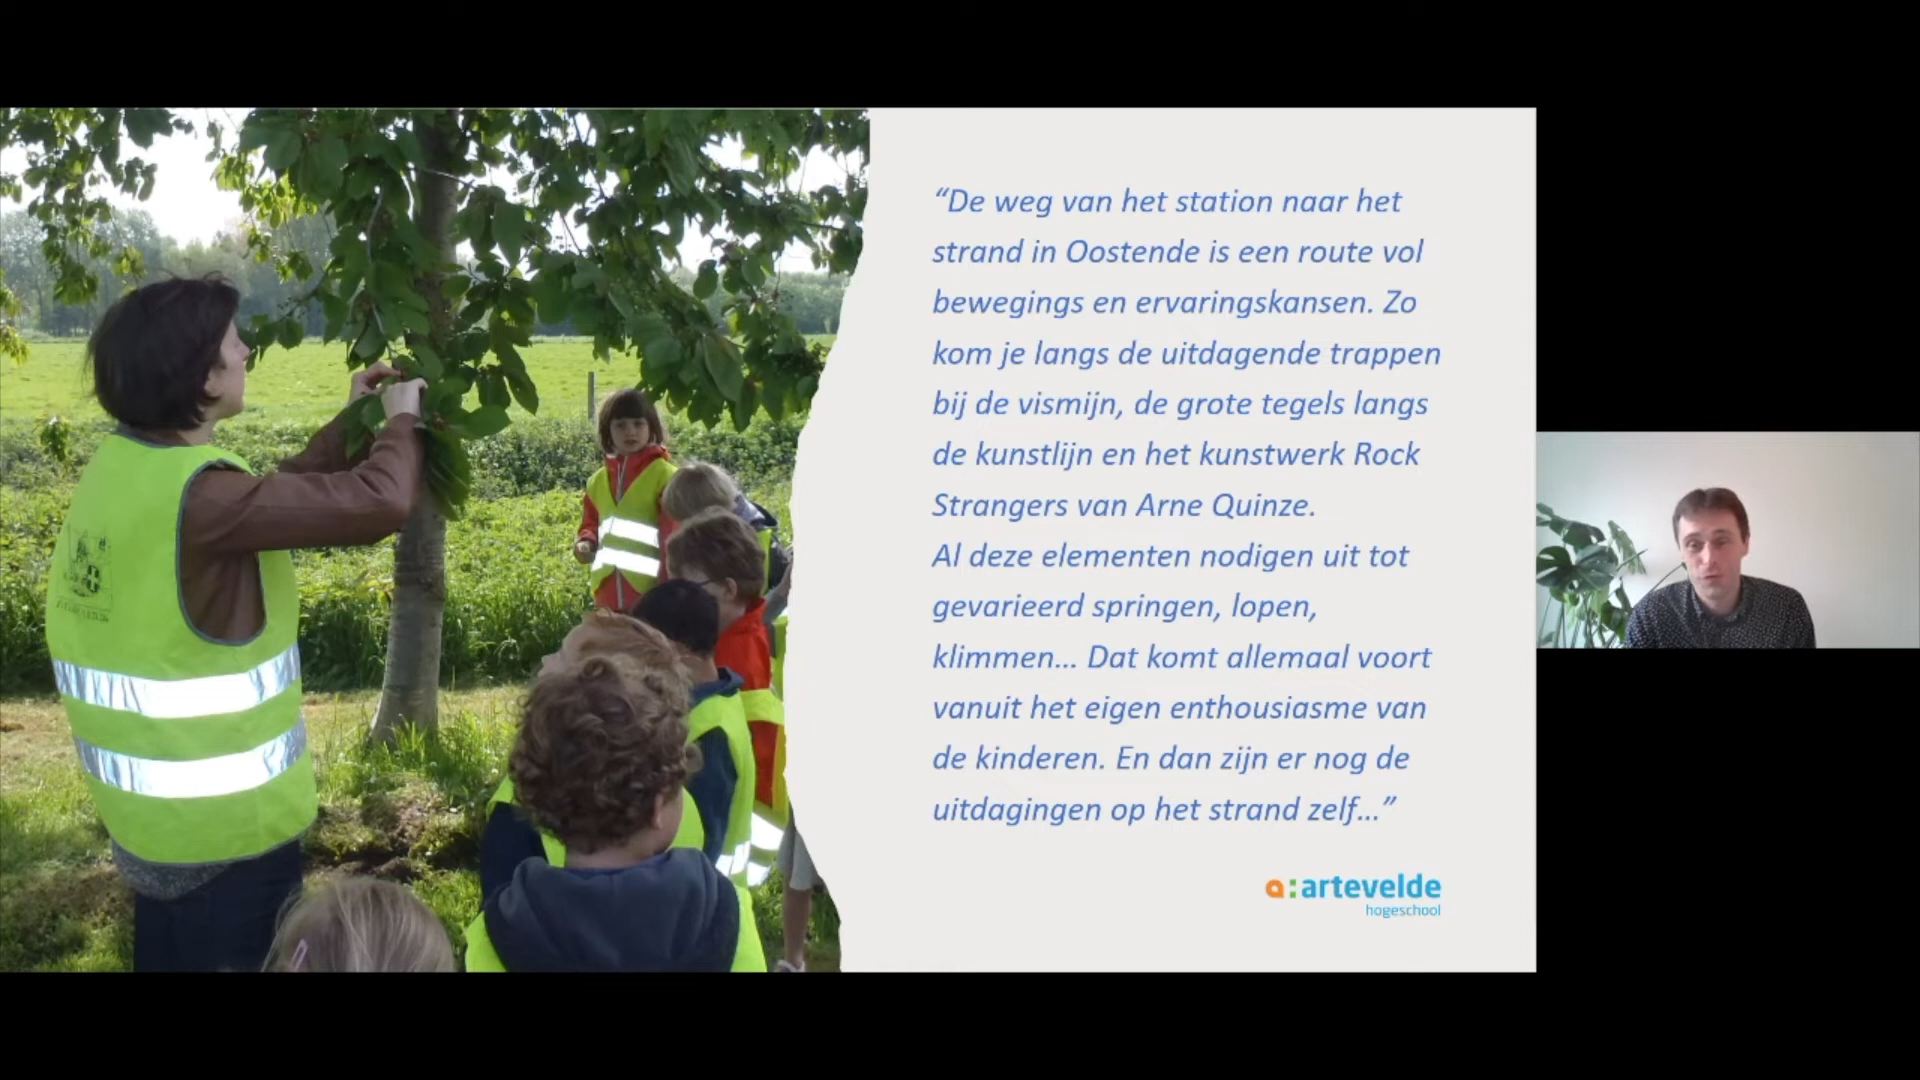 “De weg van het station naar het
strand in Oostende is een route vol
bewegings en ervaringskansen. Zo
kom je langs de uitdagende trappen
bij de vismijn, de grote tegels langs
de kunstlijn en het kunstwerk Rock
Strangers van Arne Quinze.
Al deze elementen nodigen uit tot
gevarieerd springen, lopen,
klimmen... Dat komt allemaal voort
vanuit het eigen enthousiasme van
de kinderen. En dan zijn er nog de
uitdagingen op het strand zelf...”
a:artevelde
hogeschool